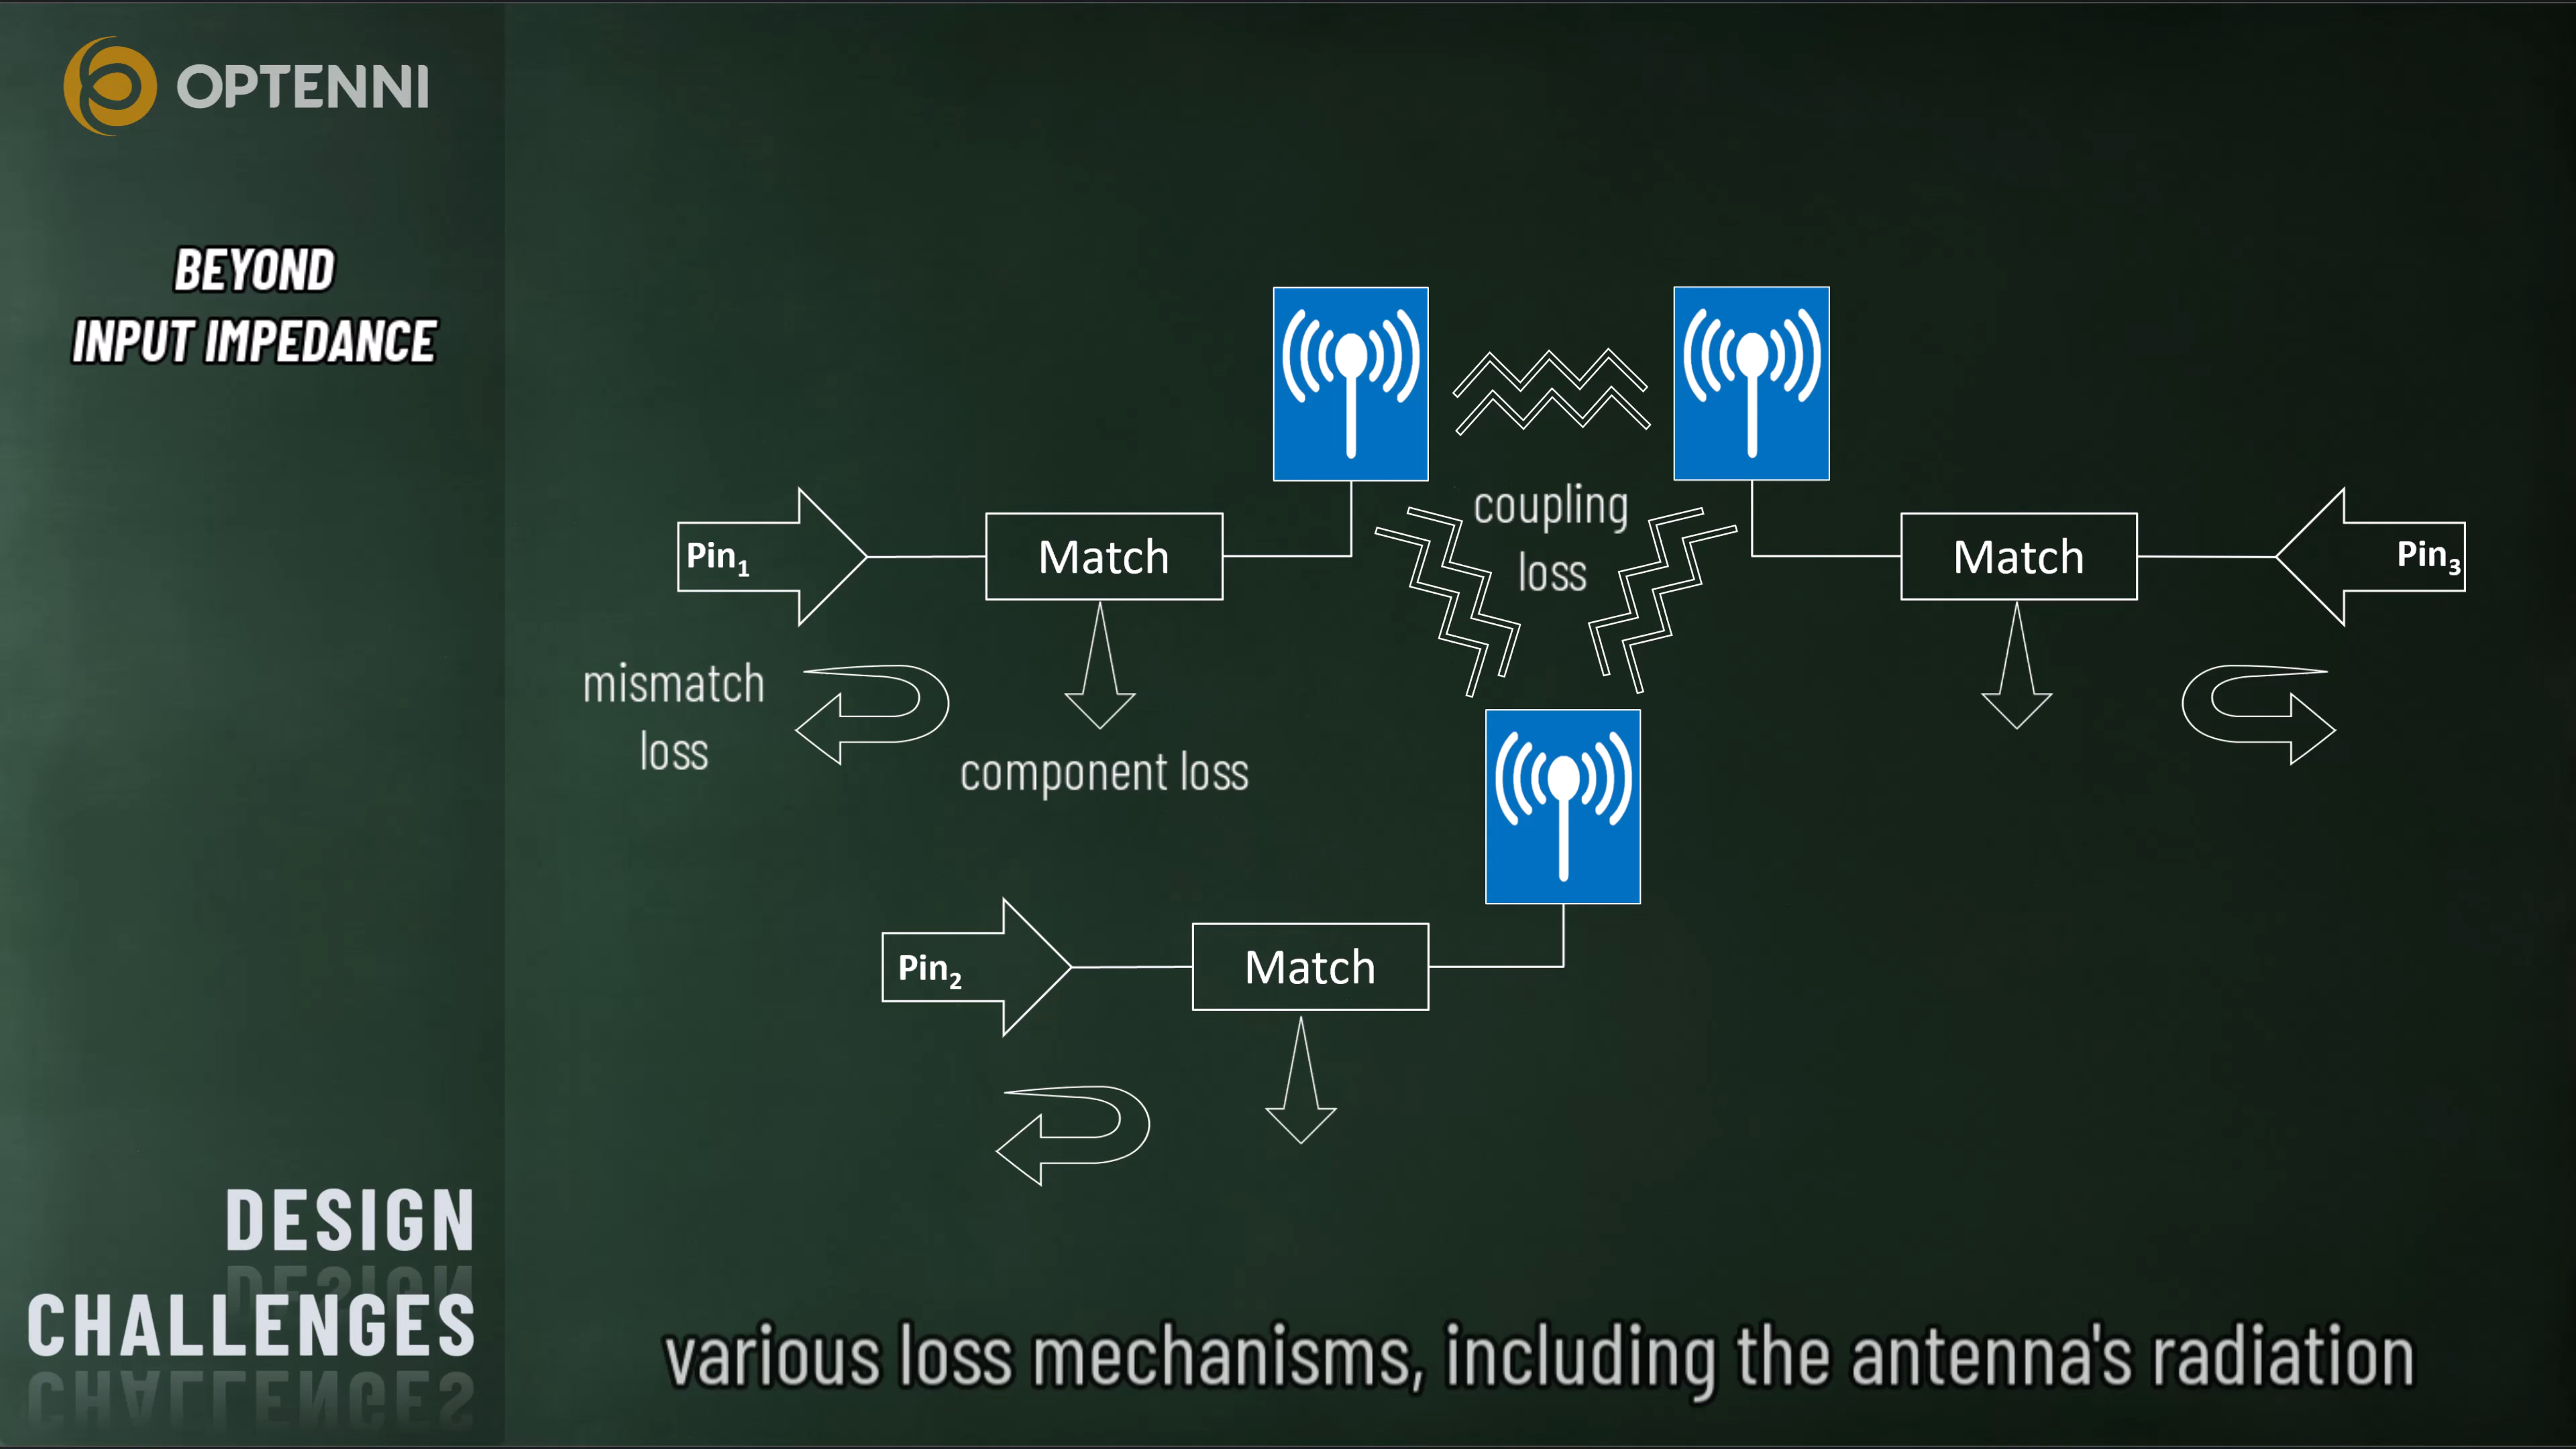 OPTENNI
BEYOND
INPUT IMPEDANCE
coupling
loss
Pin1
Match
Match
Pin3
mismatch
loss
component loss
Pin2
Match
DESIGN
CHALLENGES
various loss mechanisms, including the antenna's radiation